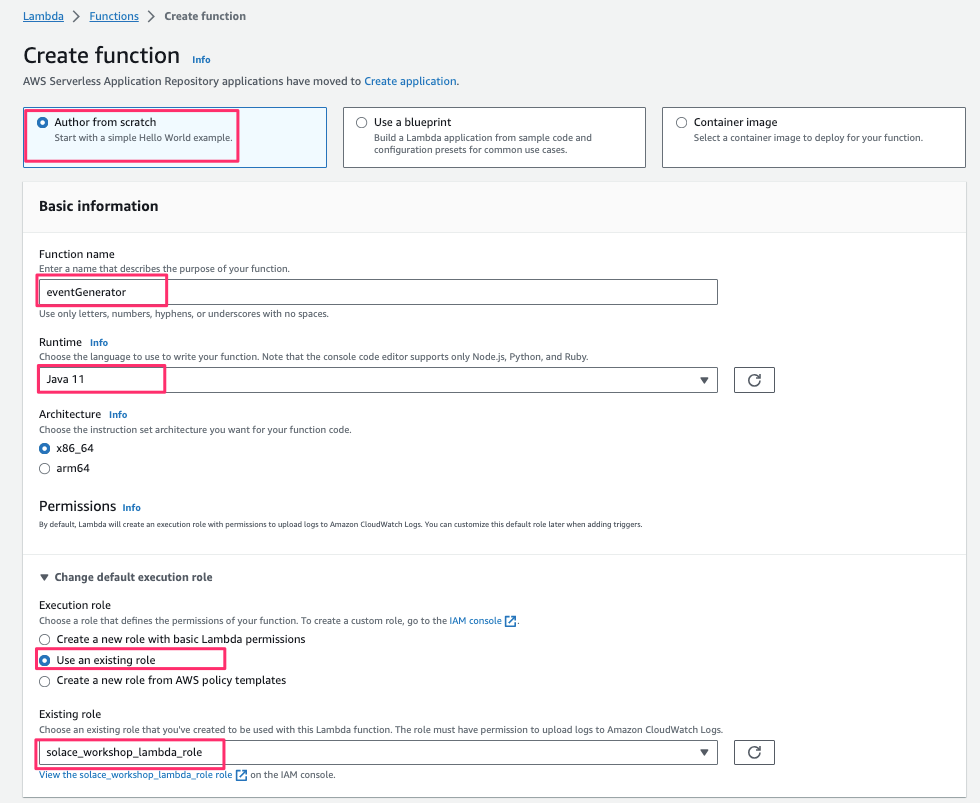 Lambda > Functions > Create function
Create function Info
AWS Serverless Application Repository applications have moved to Create application.
Author from scratch
Start with a simple Hello World example.
Use a blueprint
Build a Lambda application from sample code and
configuration presets for common use cases.
Container image
Select a container image to deploy for your function.
Basic information
Function name
Enter a name that describes the purpose of your function.
eventGenerator
Use only letters, numbers, hyphens, or underscores with no spaces.
Runtime Info
Choose the language to use to write your function. Note that the console code editor supports only Node.js, Python, and Ruby.
Java 11
Architecture Info
Choose the instruction set architecture you want for your function code.
x86_64
arm64
Permissions Info
By default, Lambda will create an execution role with permissions to upload logs to Amazon CloudWatch Logs. You can customize this default role later when adding triggers.
Change default execution role
Execution role
Choose a role that defines the permissions of your function. To create a custom role, go to the IAM console.
Create a new role with basic Lambda permissions
Use an existing role
Create a new role from AWS policy templates
Existing role
Choose an existing role that you've created to be used with this Lambda function. The role must have permission to upload logs to Amazon CloudWatch Logs.
solace_workshop_lambda_role
View the solace_workshop_lambda_role role on the IAM console.